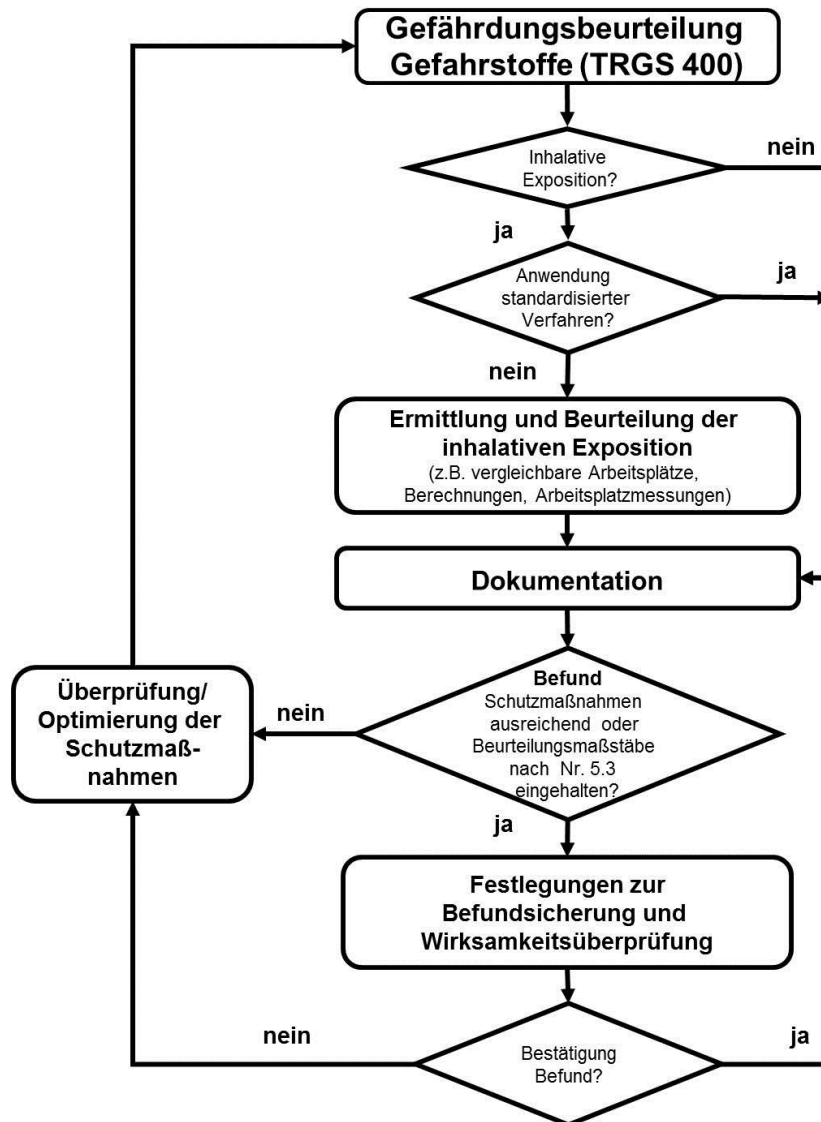 Gefährdungsbeurteilung
Gefahrstoffe (TRGS 400)
Inhalative
Exposition?
nein
ja
Anwendung
standardisierter
Verfahren?
ja
nein
Ermittlung und Beurteilung der
inhalativen Exposition
(z.B. vergleichbare Arbeitsplätze,
Berechnungen, Arbeitsplatzmessungen)
Dokumentation
Befund
Schutzmaßnahmen
ausreichend oder
Beurteilungsmaßstäbe
nach Nr. 5.3
eingehalten?
nein
Überprüfung/
Optimierung der
Schutzmaß-
nahmen
ja
Festlegungen zur
Befundsicherung und
Wirksamkeitsüberprüfung
nein
Bestätigung
Befund?
ja